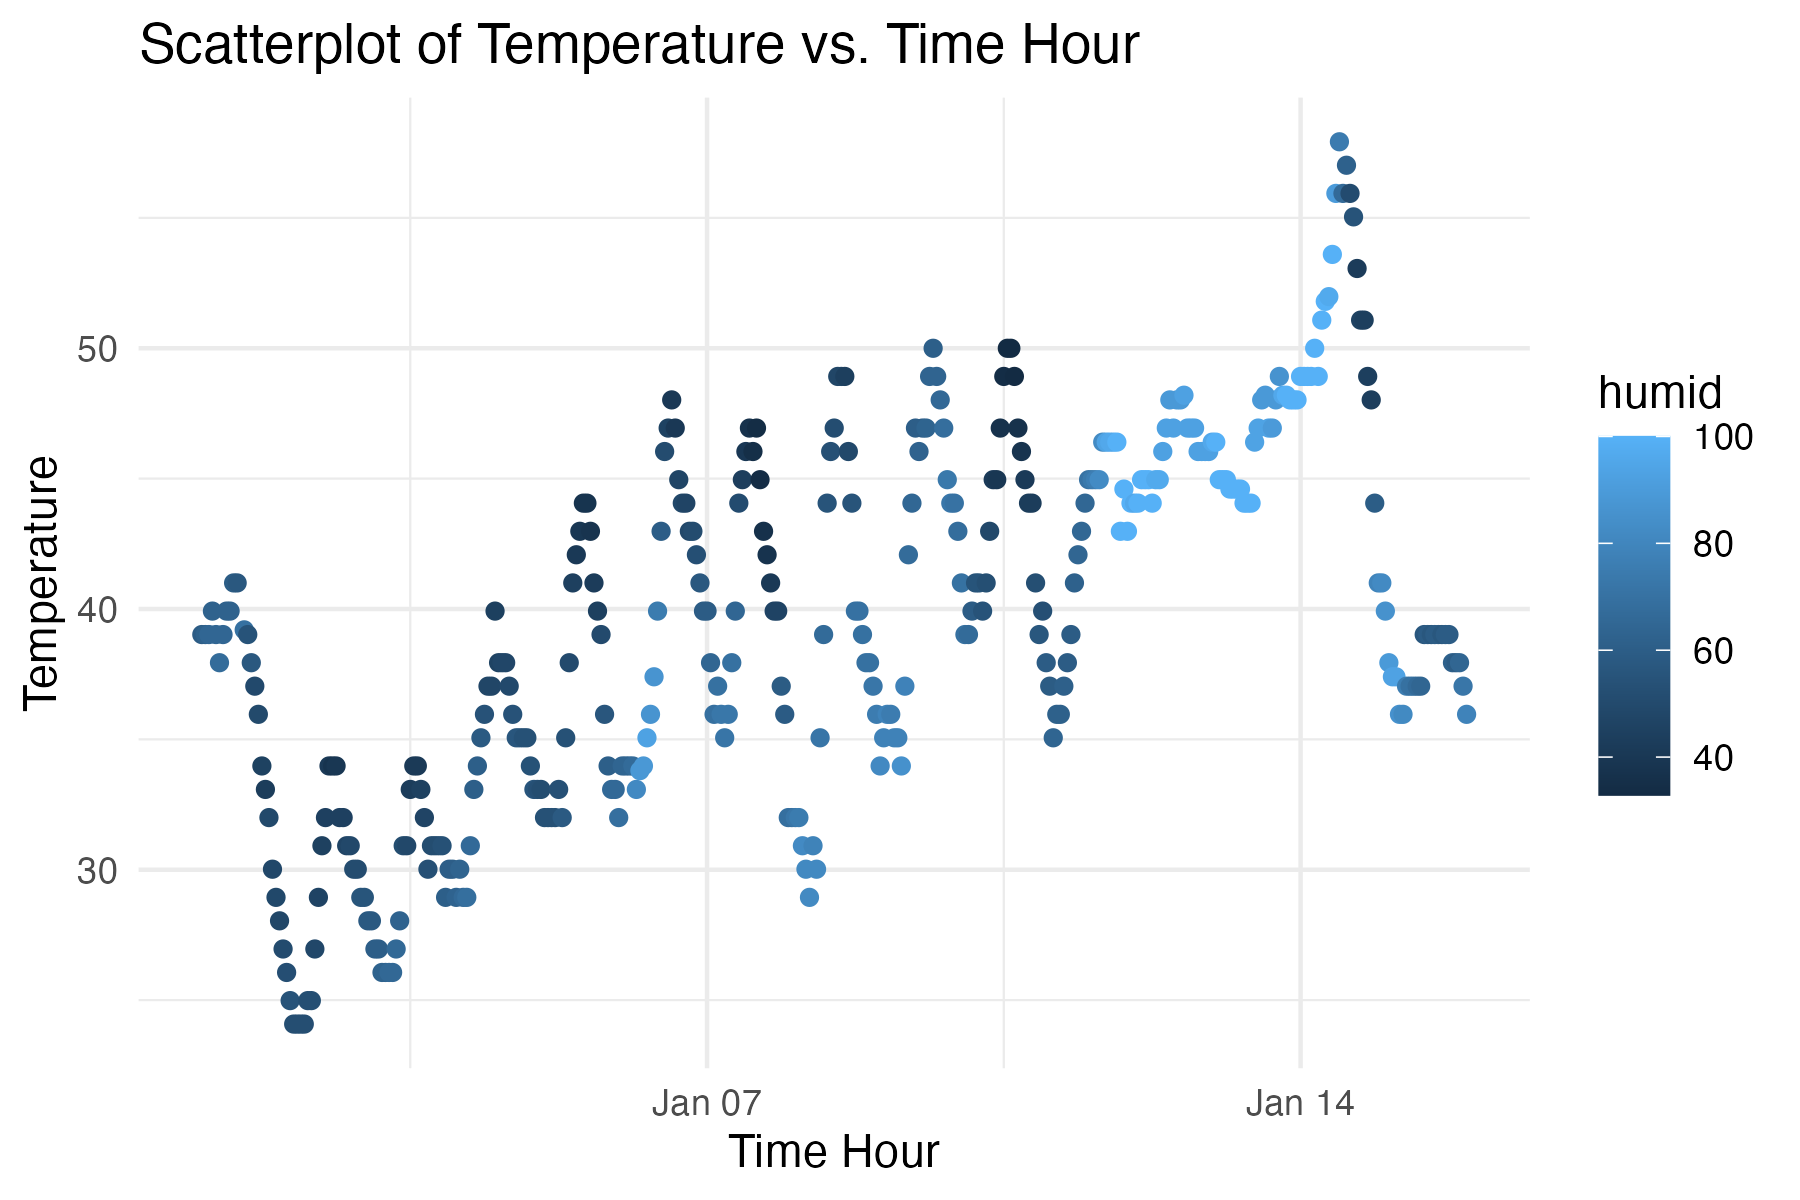 Scatterplot of Temperature vs. Time Hour
Temperature
50
40
30
Jan 07
Jan 14
Time Hour
humid
100
80
60
40